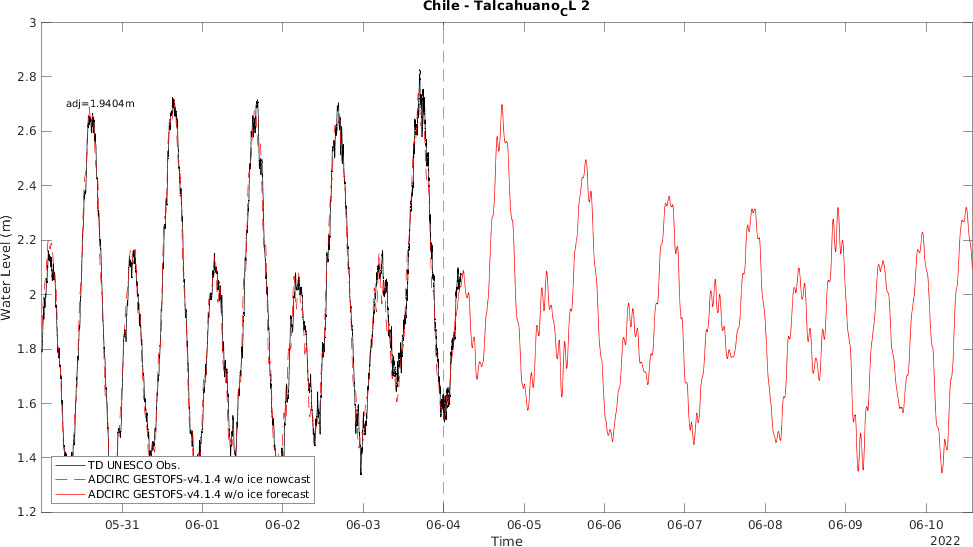 Chile - Talcahuano_CL 2
3
2.8
2.6
2.4
2.2
2
1.8
1.6
1.4
1.2
Water Level (m)
adj=1.9404m
TD UNESCO Obs.
ADCIRC GESTOFS-v4.1.4 w/o ice nowcast
ADCIRC GESTOFS-v4.1.4 w/o ice forecast
05-31 06-01 06-02 06-03 06-04 06-05 06-06 06-07 06-08 06-09 06-10
Time
2022